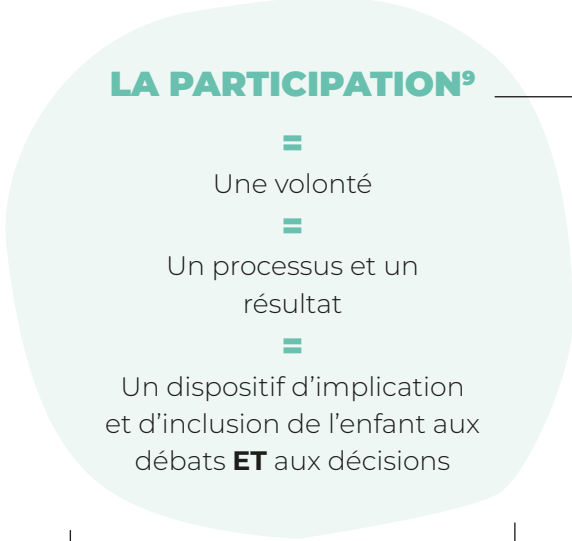 LA PARTICIPATION⁹
=
Une volonté
=
Un processus et un
résultat
=
Un dispositif d’implication
et d’inclusion de l’enfant aux
débats ET aux décisions